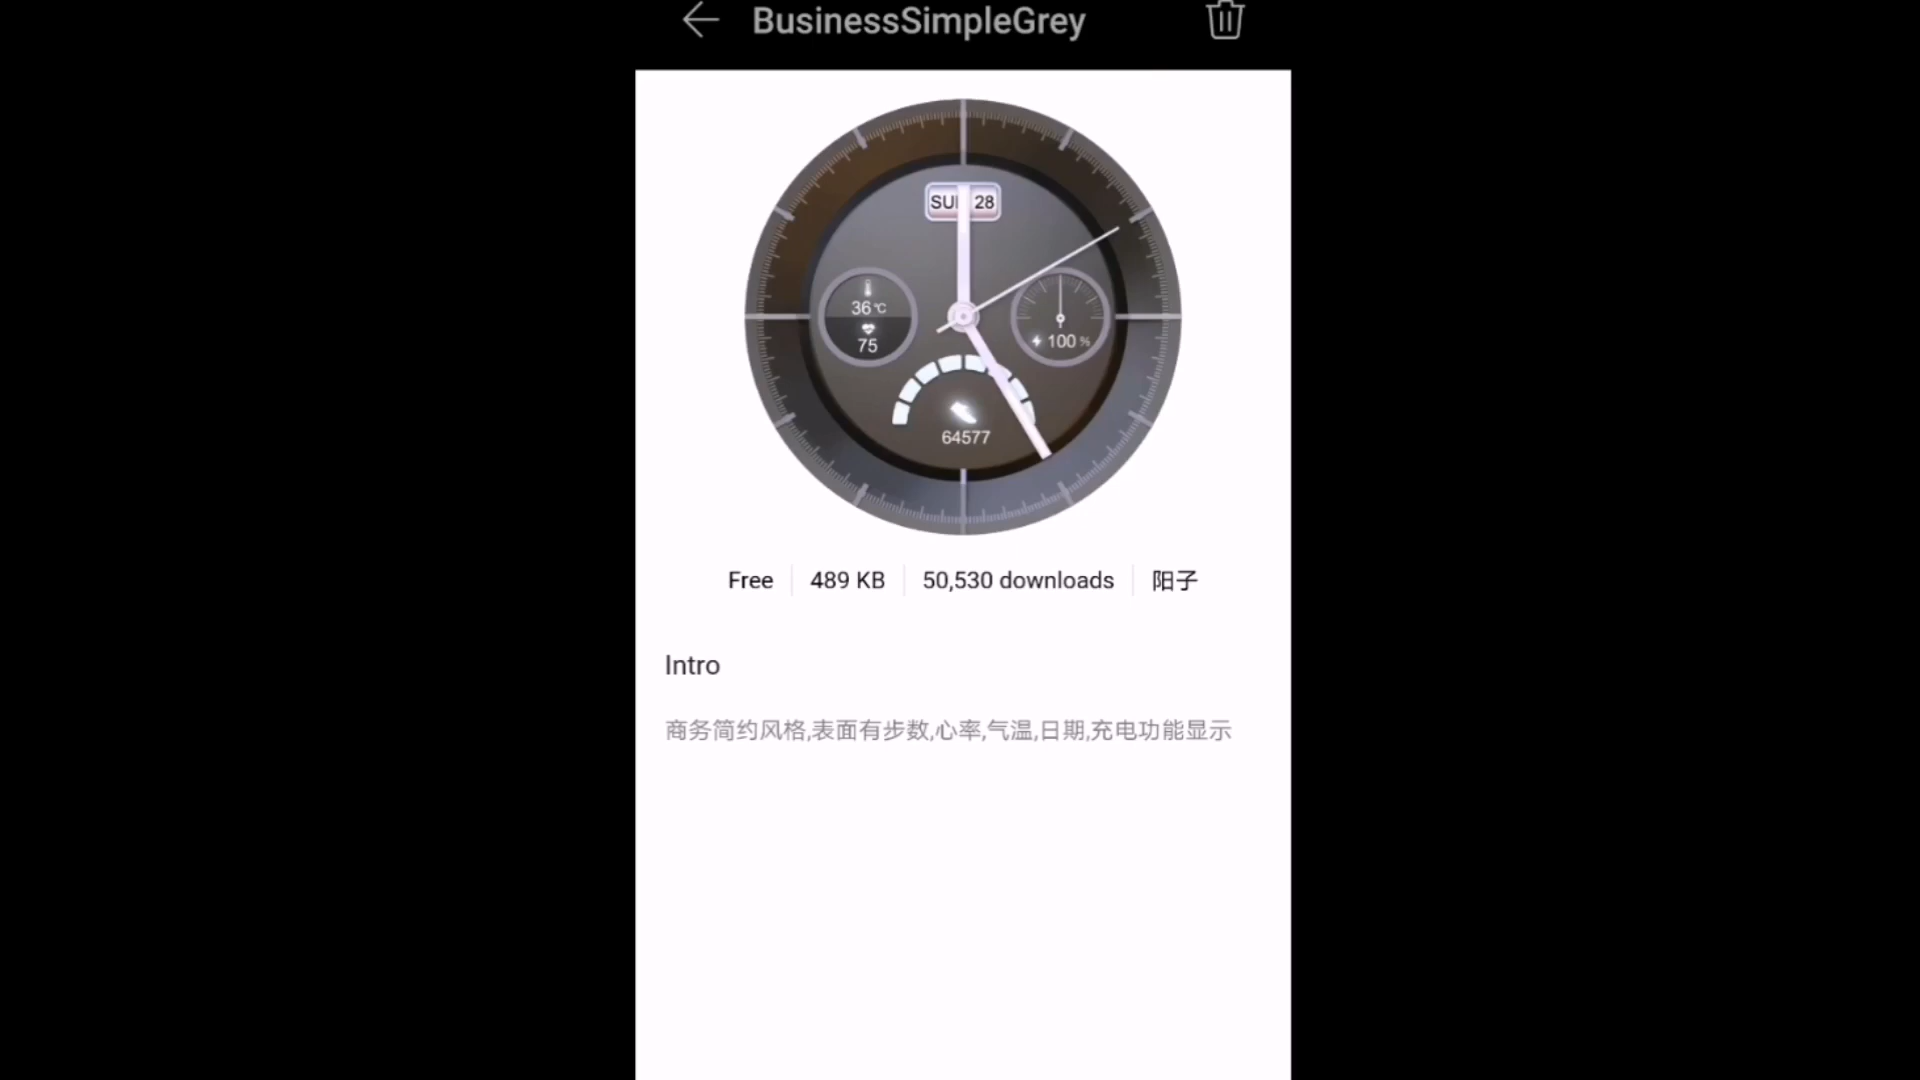 BusinessSimpleGrey
SU 28
36℃
75
100 %
64577
Free 489 KB 50,530 downloads 阳子
Intro
商务简约风格,表面有步数,心率,气温,日期,充电功能显示